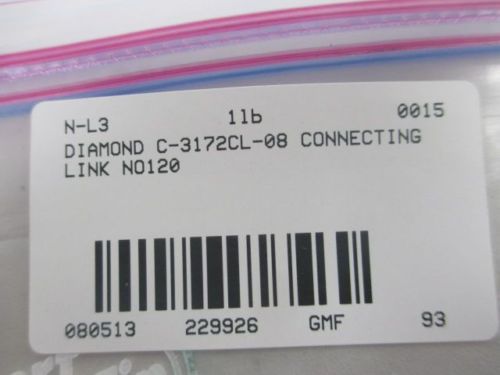 N-L3 1lb 0015
DIAMOND C-3172CL-08 CONNECTING
LINK NO120
080513 229926 GMF 93